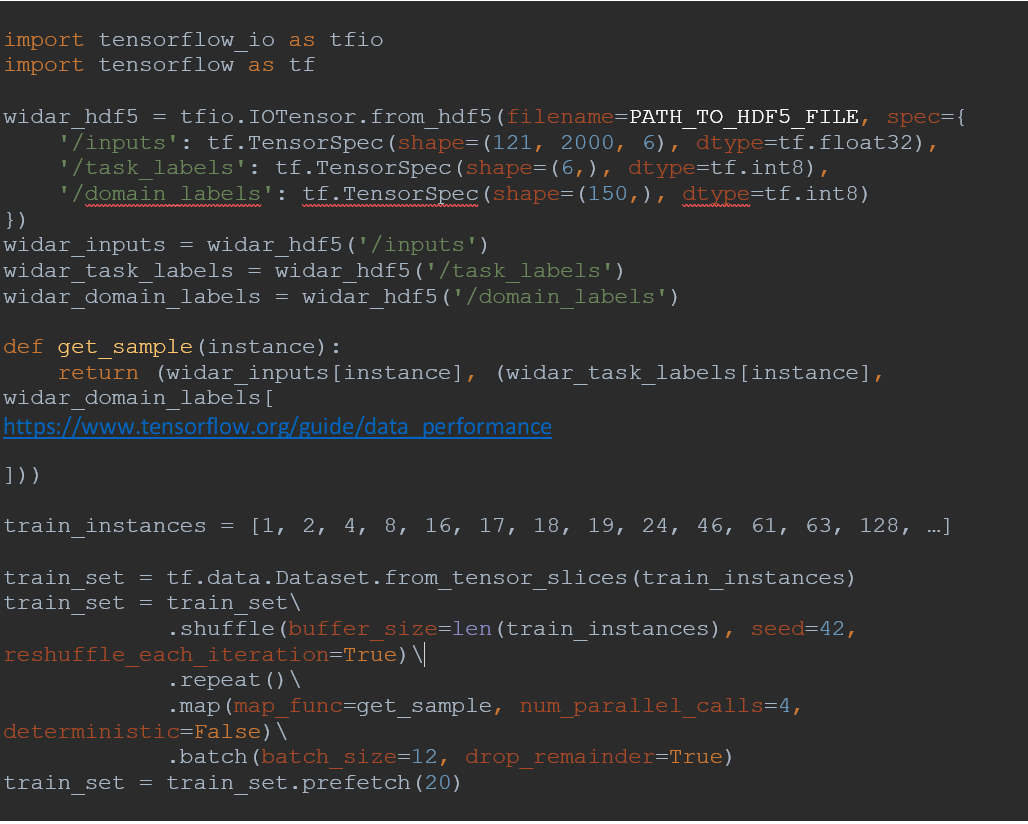 import tensorflow_io as tfio
import tensorflow as tf
widar_hdf5 = tfio.IOTensor.from_hdf5(filename=PATH_TO_HDF5_FILE, spec={
    '/inputs': tf.TensorSpec(shape=(121, 2000, 6), dtype=tf.float32),
    '/task_labels': tf.TensorSpec(shape=(6,), dtype=tf.int8),
    '/domain_labels': tf.TensorSpec(shape=(150,), dtype=tf.int8)
})
widar_inputs = widar_hdf5('/inputs')
widar_task_labels = widar_hdf5('/task_labels')
widar_domain_labels = widar_hdf5('/domain_labels')
def get_sample(instance):
    return (widar_inputs[instance], (widar_task_labels[instance],
widar_domain_labels[
https://www.tensorflow.org/guide/data_performance
]))
train_instances = [1, 2, 4, 8, 16, 17, 18, 19, 24, 46, 61, 63, 128, …]
train_set = tf.data.Dataset.from_tensor_slices(train_instances)
train_set = train_set\
            .shuffle(buffer_size=len(train_instances), seed=42,
reshuffle_each_iteration=True)\
            .repeat()\
            .map(map_func=get_sample, num_parallel_calls=4,
deterministic=False)\
            .batch(batch_size=12, drop_remainder=True)
train_set = train_set.prefetch(20)